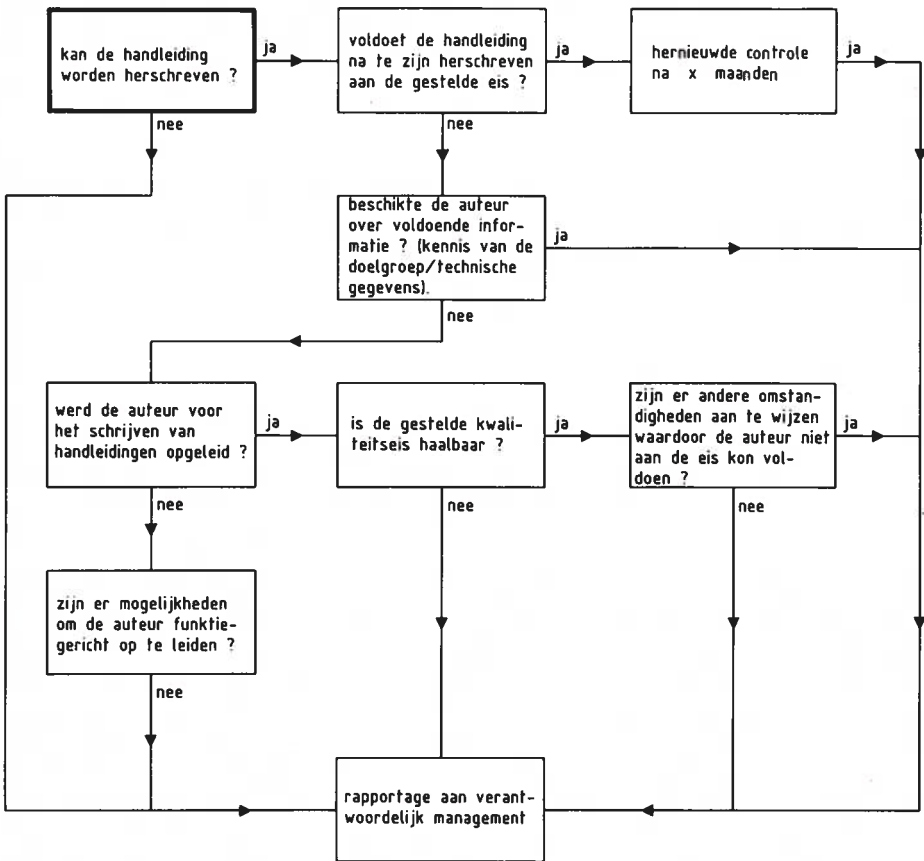 kan de handleiding
worden herschreven ?
ja
voldoet de handleiding
na te zijn herschreven
aan de gestelde eis ?
ja
hernieuwde controle
na x maanden
ja
nee
nee
beschikte de auteur
over voldoende infor-
matie ? (kennis van de
doelgroep/technische
gegevens).
ja
nee
werd de auteur voor
het schrijven van
handleidingen opgeleid ?
ja
is de gestelde kwali-
teitseis haalbaar ?
ja
zijn er andere omstan-
digheden aan te wijzen
waardoor de auteur niet
aan de eis kon vol-
doen ?
ja
nee
nee
nee
zijn er mogelijkheden
om de auteur funktie-
gericht op te leiden ?
nee
rapportage aan verant-
woordelijk management